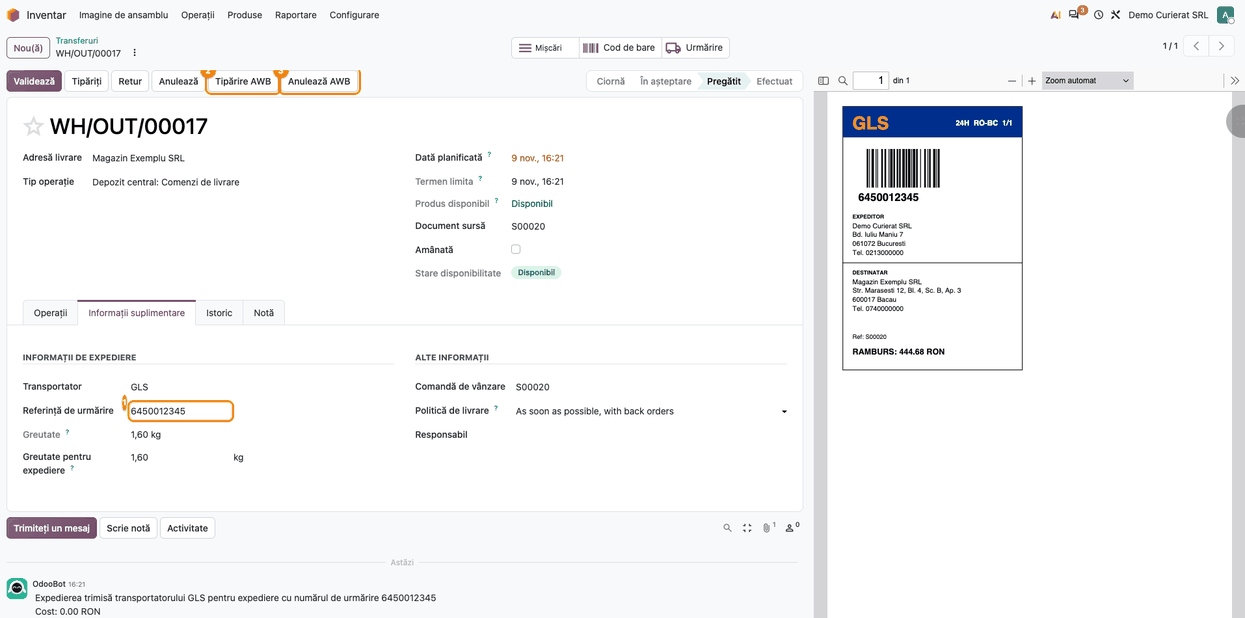 Inventar Imagine de ansamblu Operații Produse Raportare Configurare
3 Demo Curierat SRL A
Nou(ă) Transferuri
WH/OUT/00017
Mișcări Cod de bare Urmărire
1 / 1
Validează Tipăriți Retur Anulează Tipărire AWB Anulează AWB
Ciornă În așteptare Pregătit Efectuat
1 din 1 Zoom automat
WH/OUT/00017
Adresă livrare Magazin Exemplu SRL
Tip operație Depozit central: Comenzi de livrare
Dată planificată ? 9 nov., 16:21
Termen limita ? 9 nov., 16:21
Produs disponibil ? Disponibil
Document sursă S00020
Amânată
Stare disponibilitate Disponibil
Operații Informații suplimentare Istoric Notă
INFORMAȚII DE EXPEDIERE
Transportator GLS
1
Referință de urmărire 6450012345
Greutate ? 1,60 kg
Greutate pentru expediere ? 1,60 kg
ALTE INFORMAȚII
Comandă de vânzare S00020
Politică de livrare ? As soon as possible, with back orders
Responsabil
Trimiteți un mesaj Scrie notă Activitate
1 0
Astăzi
OdooBot 16:21
Expedierea trimisă transportatorului GLS pentru expediere cu numărul de urmărire 6450012345
Cost: 0.00 RON
GLS 24H RO-BC 1/1
6450012345
EXPEDITOR
Demo Curierat SRL
Bd. Iuliu Maniu 7
061072 Bucuresti
Tel. 0213000000
DESTINATAR
Magazin Exemplu SRL
Str. Marasesti 12, Bl. 4, Sc. B, Ap. 3
600017 Bacau
Tel. 0740000000
Ref: S00020
RAMBURS: 444.68 RON